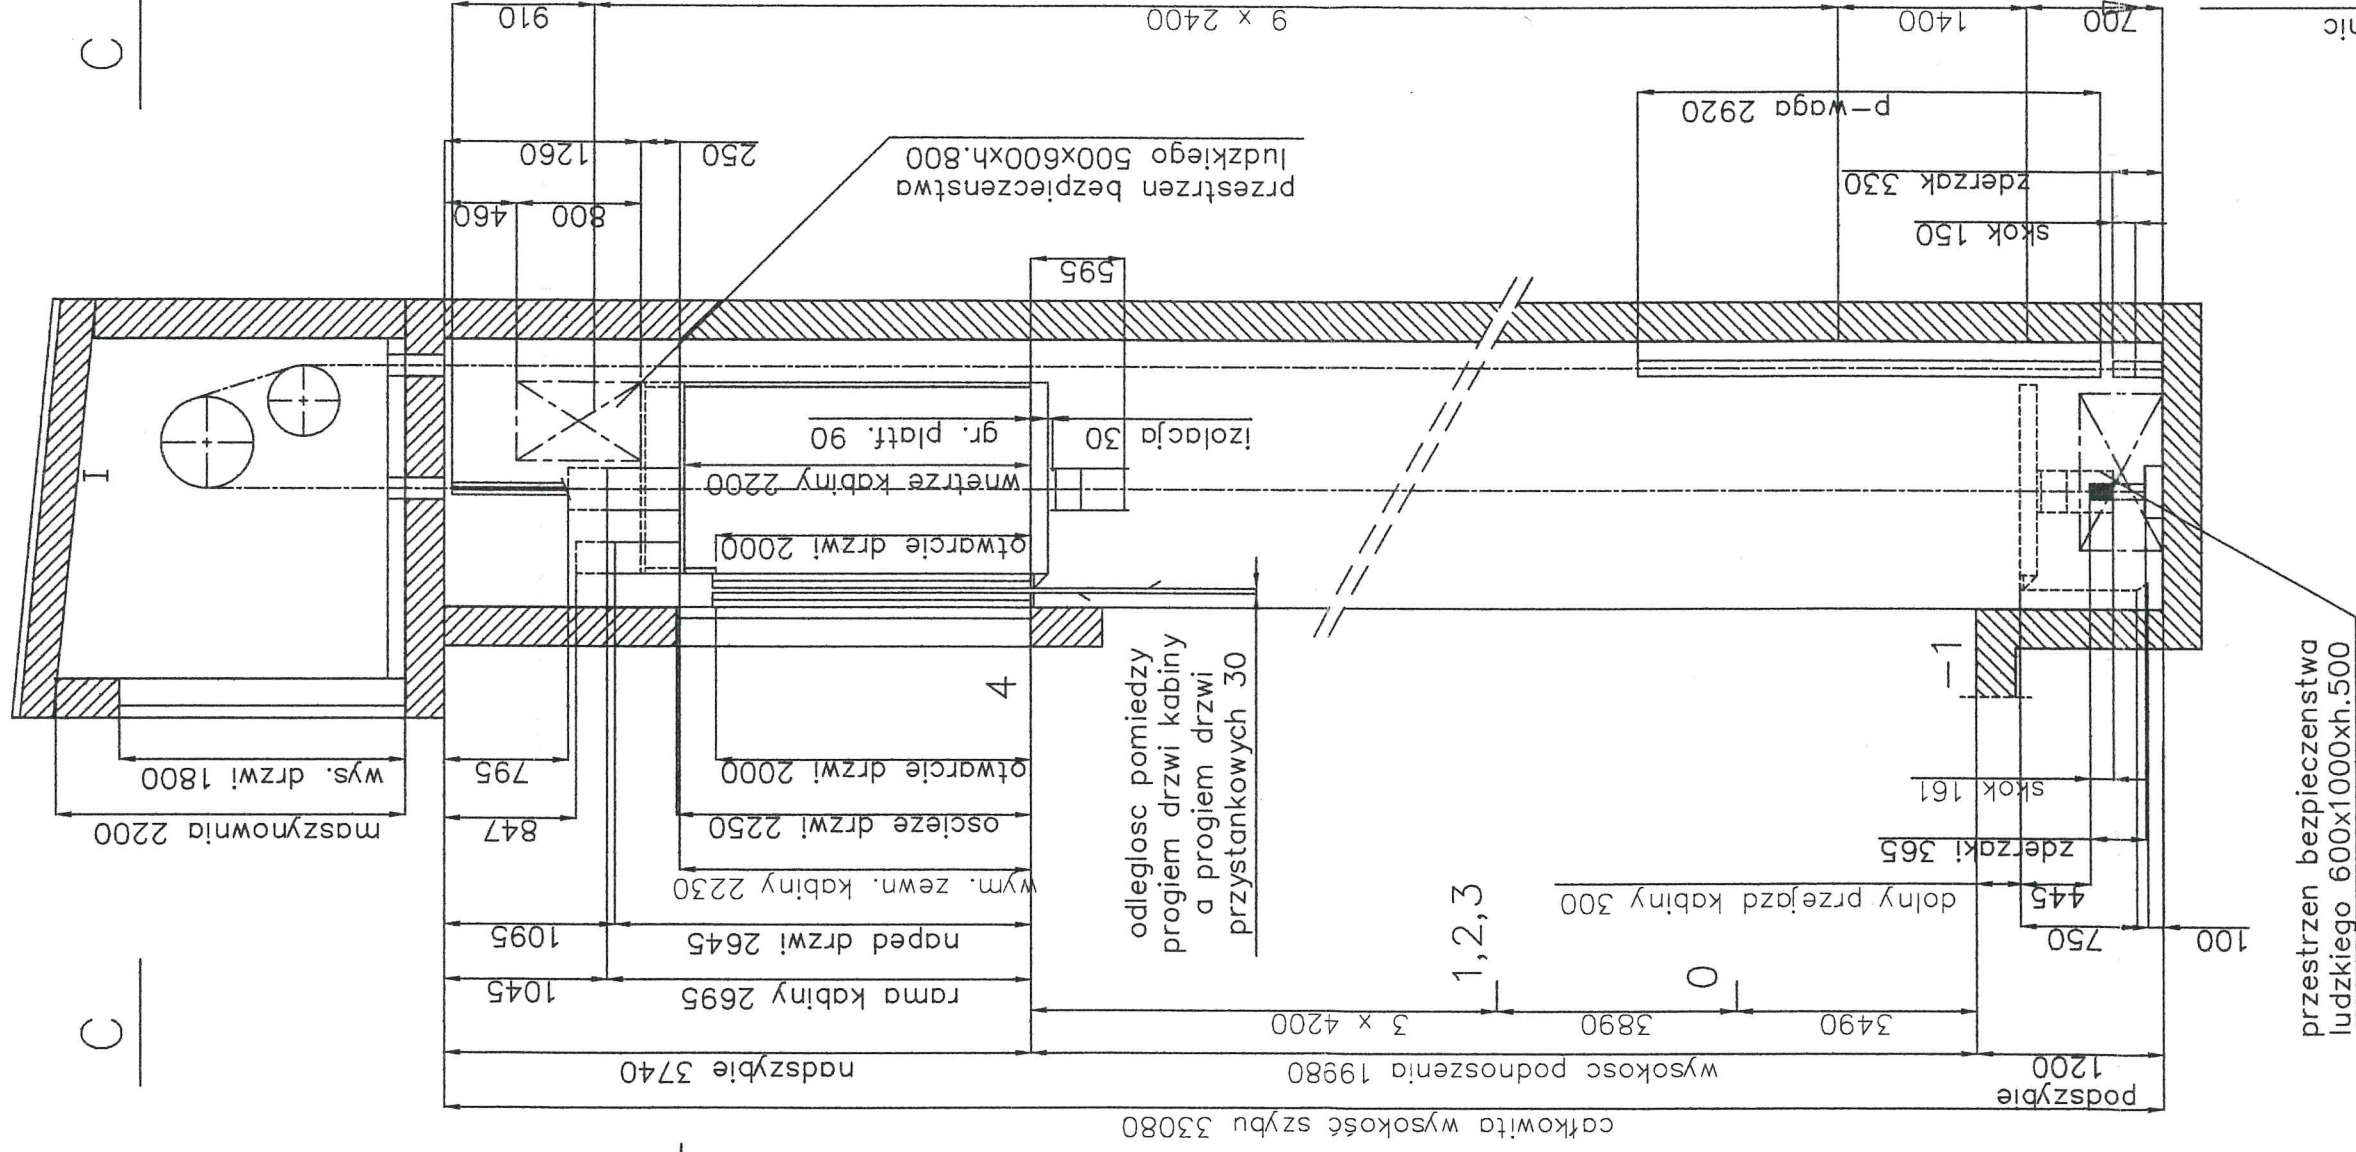 C
C
910
9 x 2400
1400
700
nic
p-waga 2920
1260
250
przestrzen bezpieczenstwa
ludzkiego 500x600xh.800
zderzak 330
460
800
skok 150
595
I
gr. platf. 90
izolacja 30
wnetrze kabiny 2200
otwarcie drzwi 2000
4
-1
odleglosc pomiedzy
progiem drzwi kabiny
a progiem drzwi
przystankowych 30
przestrzen bezpieczenstwa
ludzkiego 600x1000xh.500
wys. drzwi 1800
795
otwarcie drzwi 2000
skok 161
maszynownia 2200
847
oscieze drzwi 2250
zderzaki 365
wym. zewn. kabiny 2230
dolny przejazd kabiny 300
445
1095
naped drzwi 2645
750
100
1,2,3
0
1045
rama kabiny 2695
3 x 4200
3890
3490
nadszybie 3740
wysokosc podnoszenia 19980
podszybie
1200
całkowita wysokość szybu 33080